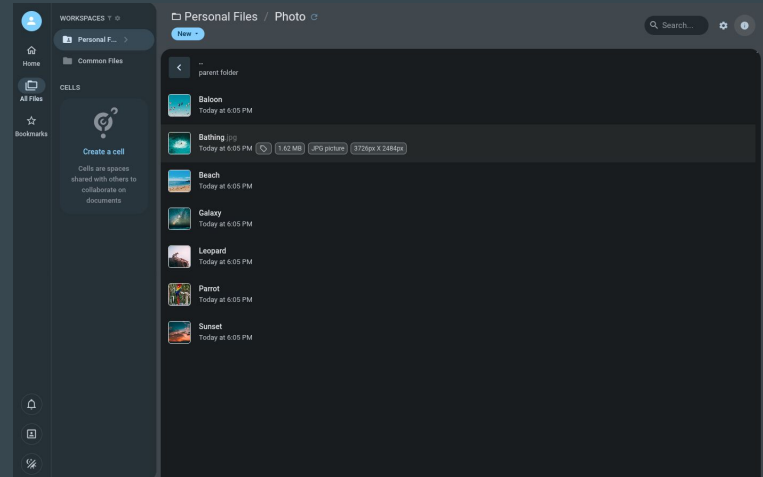 WORKSPACES
Personal F...
Common Files
CELLS
Create a cell
Cells are spaces
shared with others to
collaborate on
documents
Home
All Files
Bookmarks
Personal Files / Photo
New
Search...
..
parent folder
Baloon
Today at 6:05 PM
Bathing.jpg
Today at 6:05 PM 1.62 MB JPG picture 3726px X 2484px
Beach
Today at 6:05 PM
Galaxy
Today at 6:05 PM
Leopard
Today at 6:05 PM
Parrot
Today at 6:05 PM
Sunset
Today at 6:05 PM